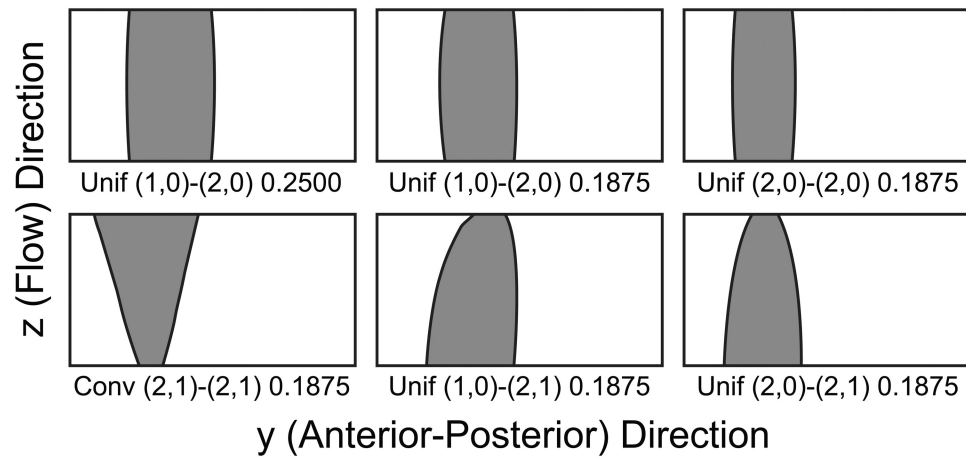 z (Flow) Direction
Unif (1,0)-(2,0) 0.2500
Unif (1,0)-(2,0) 0.1875
Unif (2,0)-(2,0) 0.1875
Conv (2,1)-(2,1) 0.1875
Unif (1,0)-(2,1) 0.1875
Unif (2,0)-(2,1) 0.1875
y (Anterior-Posterior) Direction